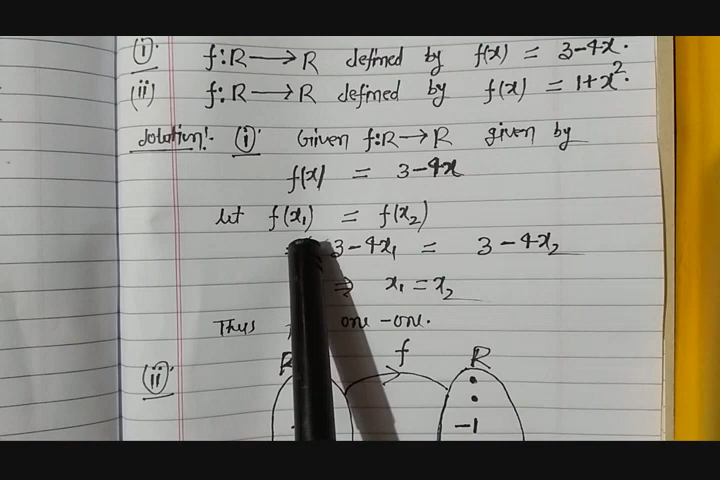 (i) f:R→R defined by f(x) = 3-4x.
(ii) f:R→R defined by f(x) = 1+x².
Solution:- (i) Given f:R→R given by
f(x) = 3-4x
let f(x₁) = f(x₂)
3-4x₁ = 3-4x₂
⇒ x₁ = x₂
Thus one-one.
(ii) R f R
-1